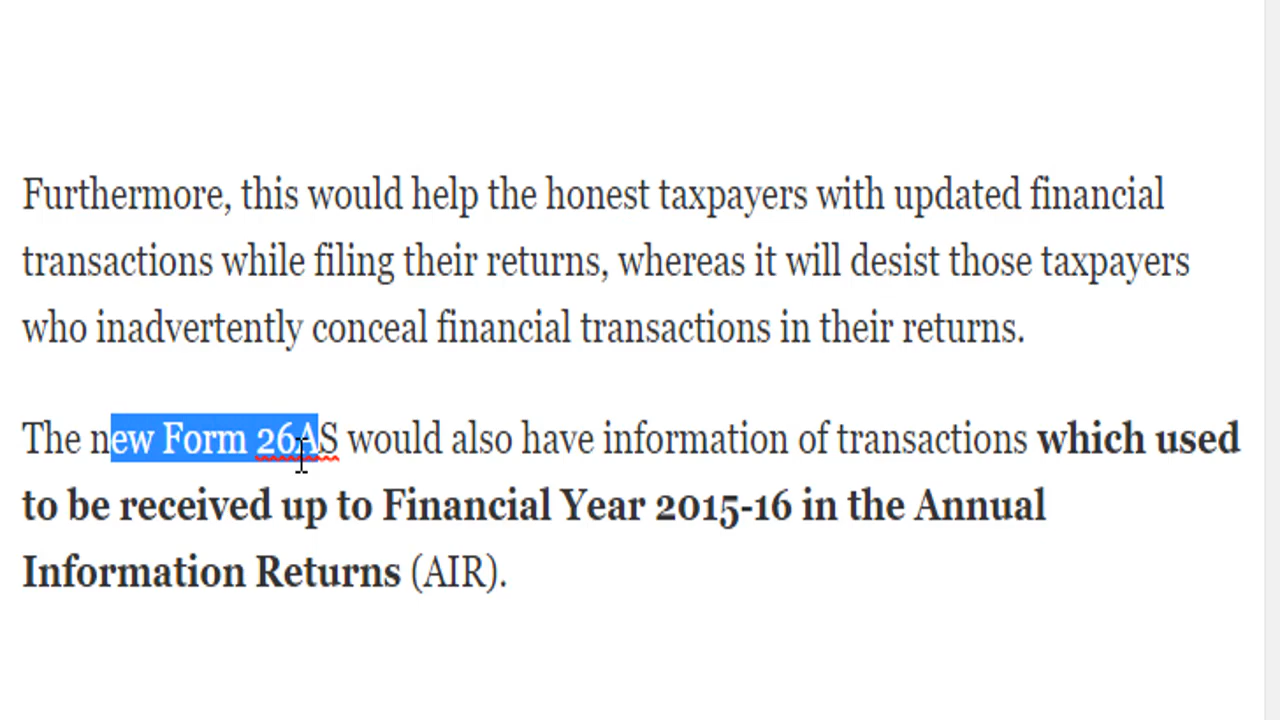 Furthermore, this would help the honest taxpayers with updated financial
transactions while filing their returns, whereas it will desist those taxpayers
who inadvertently conceal financial transactions in their returns.
The new Form 26AS would also have information of transactions which used
to be received up to Financial Year 2015-16 in the Annual
Information Returns (AIR).